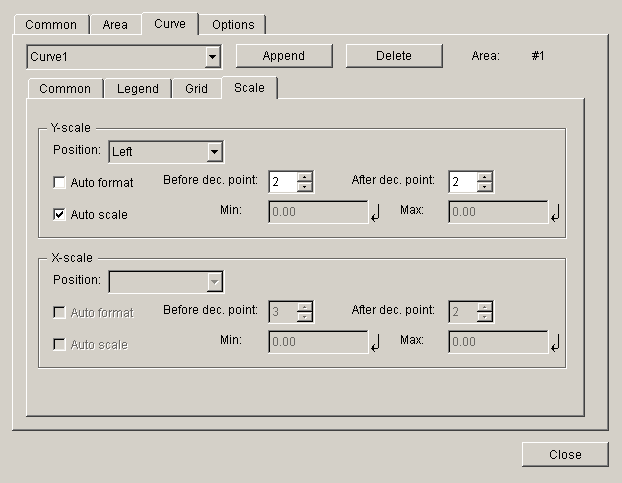 Common Area Curve Options
Curve1 Append Delete Area: #1
Common Legend Grid Scale
Y-scale
Position: Left
Auto format Before dec. point: 2 After dec. point: 2
Auto scale Min: 0.00 Max: 0.00
X-scale
Position:
Auto format Before dec. point: 3 After dec. point: 2
Auto scale Min: 0.00 Max: 0.00
Close